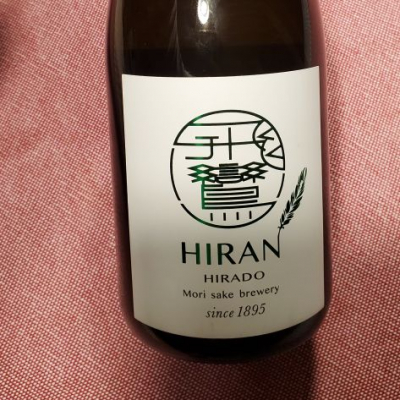 HIRAN
HIRADO
Mori sake brewery
since 1895